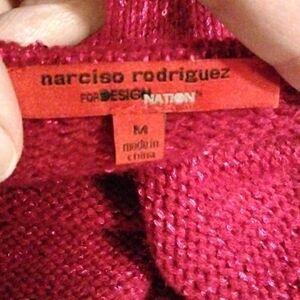 narciso rodriguez
FOR DESIGN NATION
M
made in
china